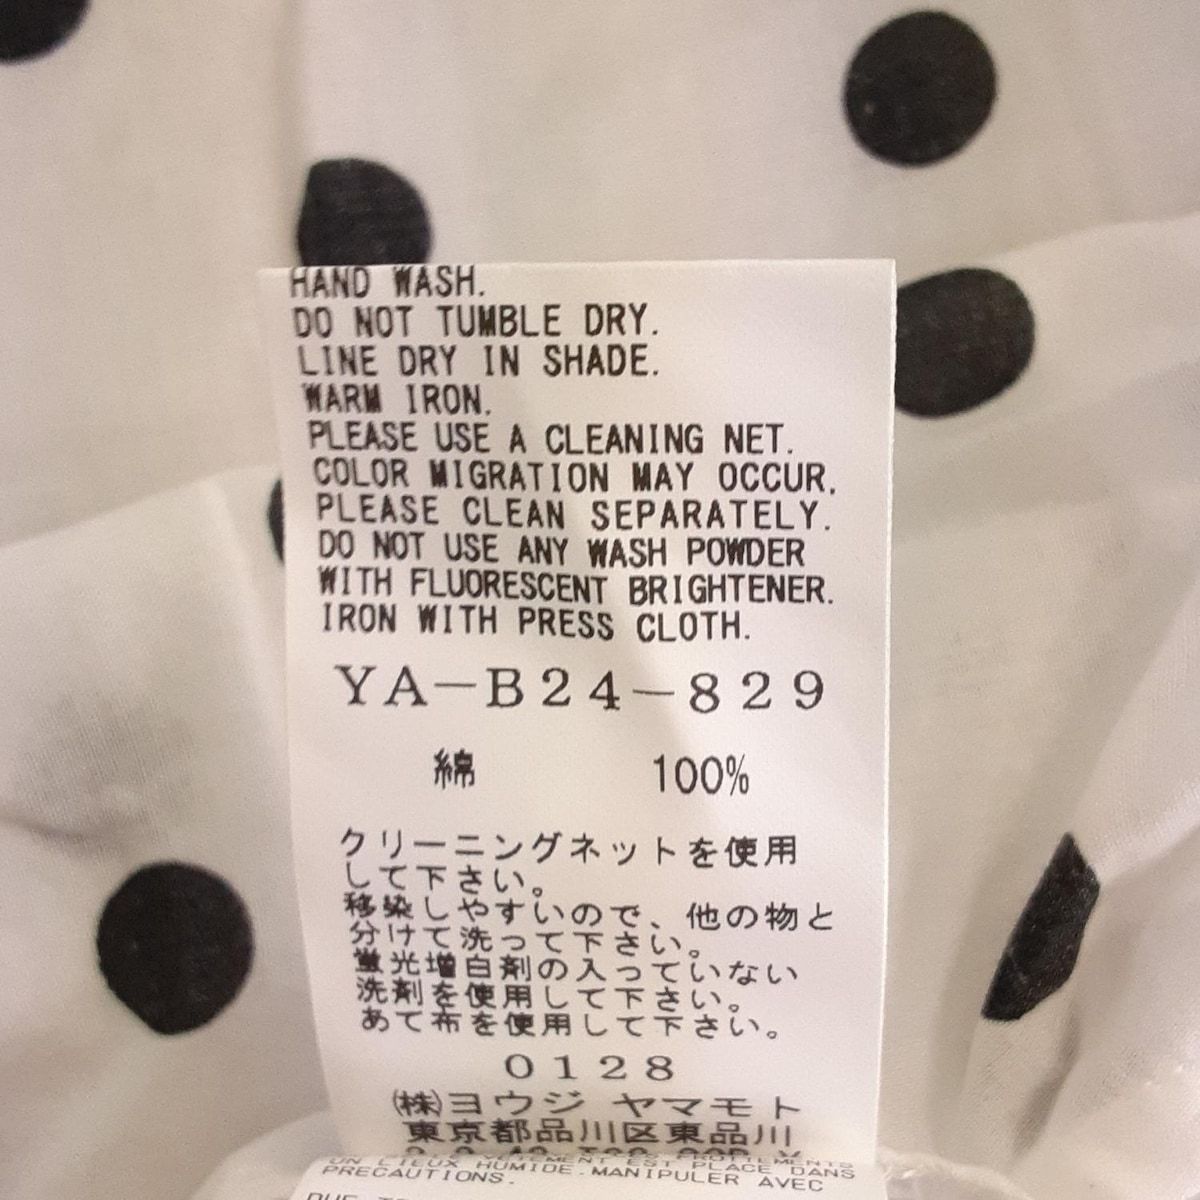 HAND WASH.
DO NOT TUMBLE DRY.
LINE DRY IN SHADE.
WARM IRON.
PLEASE USE A CLEANING NET.
COLOR MIGRATION MAY OCCUR.
PLEASE CLEAN SEPARATELY.
DO NOT USE ANY WASH POWDER
WITH FLUORESCENT BRIGHTENER.
IRON WITH PRESS CLOTH.
YA-B24-829
綿 100%
クリーニングネットを使用
して下さい。
移染しやすいので、他の物と
分けて洗って下さい。
蛍光増白剤の入っていない
洗剤を使用して下さい。
あて布を使用して下さい。
0128
㈱ヨウジ ヤマモト
東京都品川区東品川
UN LIEUX HUMIDE.MANIPULER AVEC
PRECAUTIONS.